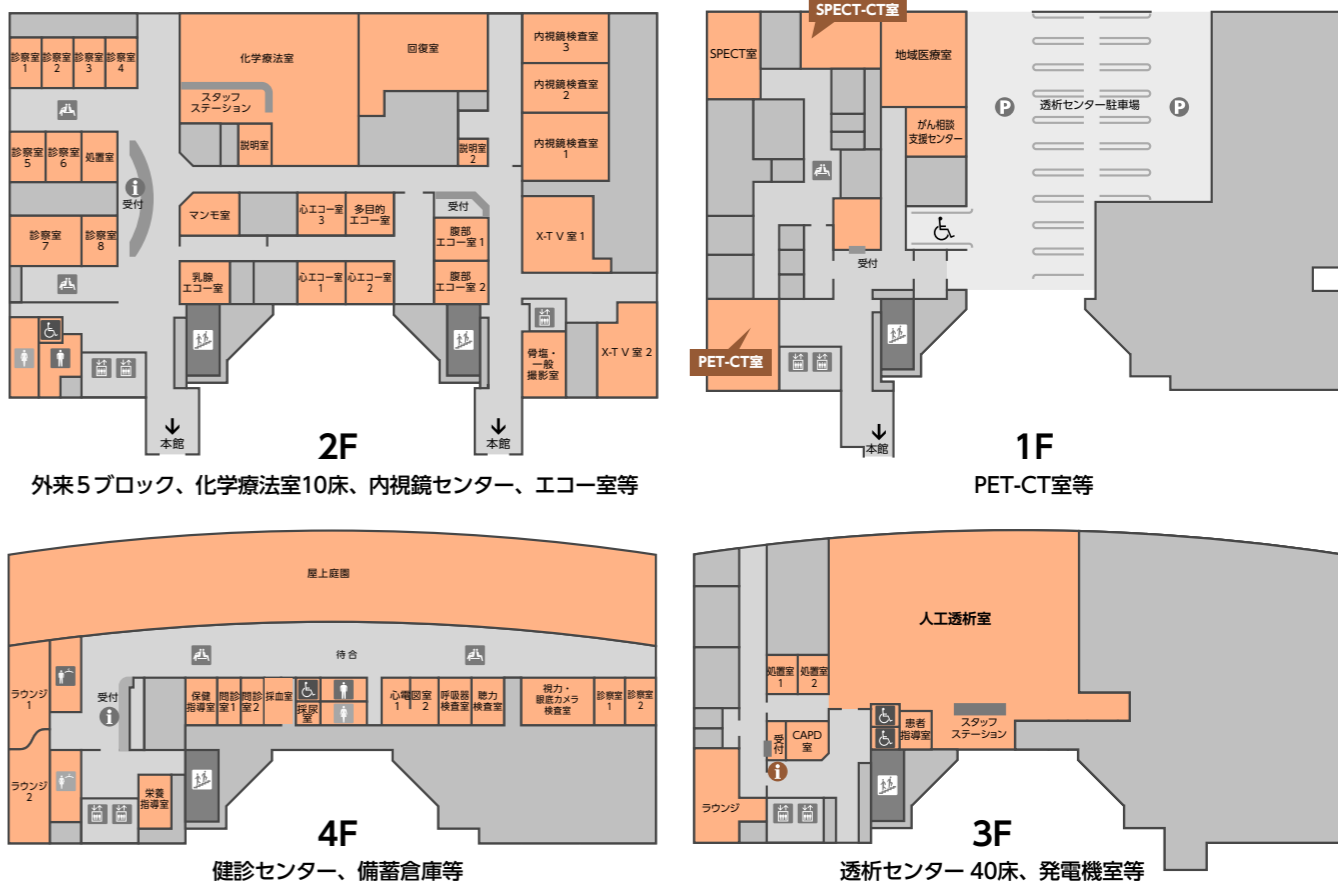 診察室
1
診察室
2
診察室
3
診察室
4
化学療法室
回復室
内視鏡検査室
3
内視鏡検査室
2
内視鏡検査室
1
スタッフ
ステーション
説明室
説明室
2
診察室
5
診察室
6
処置室
i
受付
診察室
7
診察室
8
マンモ室
心エコー室
3
多目的
エコー室
受付
腹部
エコー室 1
腹部
エコー室 2
X-T V 室 1
乳腺
エコー室
心エコー室
1
心エコー室
2
骨塩・
一般
撮影室
X-T V 室 2
本館
本館
2F
外来5ブロック、化学療法室10床、内視鏡センター、エコー室等
SPECT-CT室
SPECT室
地域医療室
がん相談
支援センター
P
透析センター駐車場
P
受付
PET-CT室
本館
1F
PET-CT室等
屋上庭園
待合
ラウンジ
1
受付
i
保健
指導室
問診
室1
問診
室2
採血室
採尿
室
心電図室
1
2
呼吸器
検査室
聴力
検査室
視力・
眼底カメラ
検査室
診察室
1
診察室
2
ラウンジ
2
栄養
指導室
4F
健診センター、備蓄倉庫等
人工透析室
処置室
1
処置室
2
受付
i
CAPD
室
患者
指導室
スタッフ
ステーション
ラウンジ
3F
透析センター 40床、発電機室等